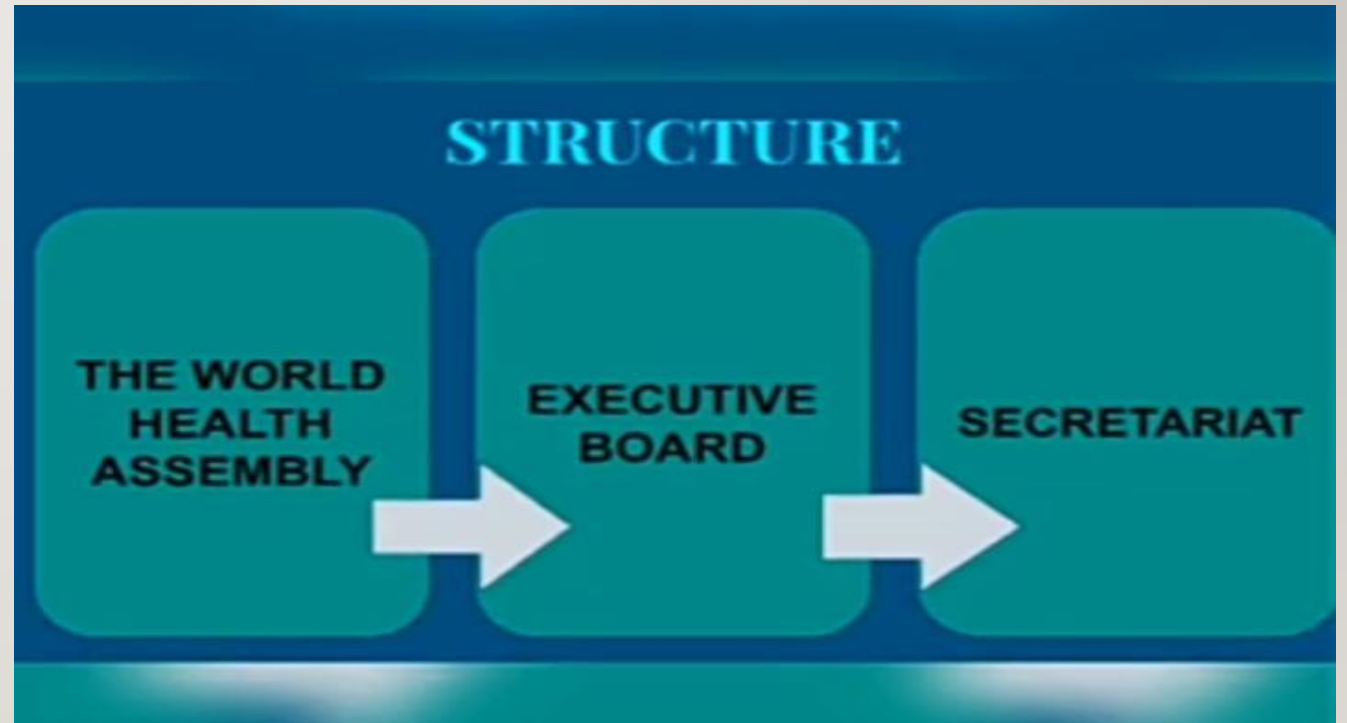 STRUCTURE
THE WORLD
HEALTH
ASSEMBLY
EXECUTIVE
BOARD
SECRETARIAT